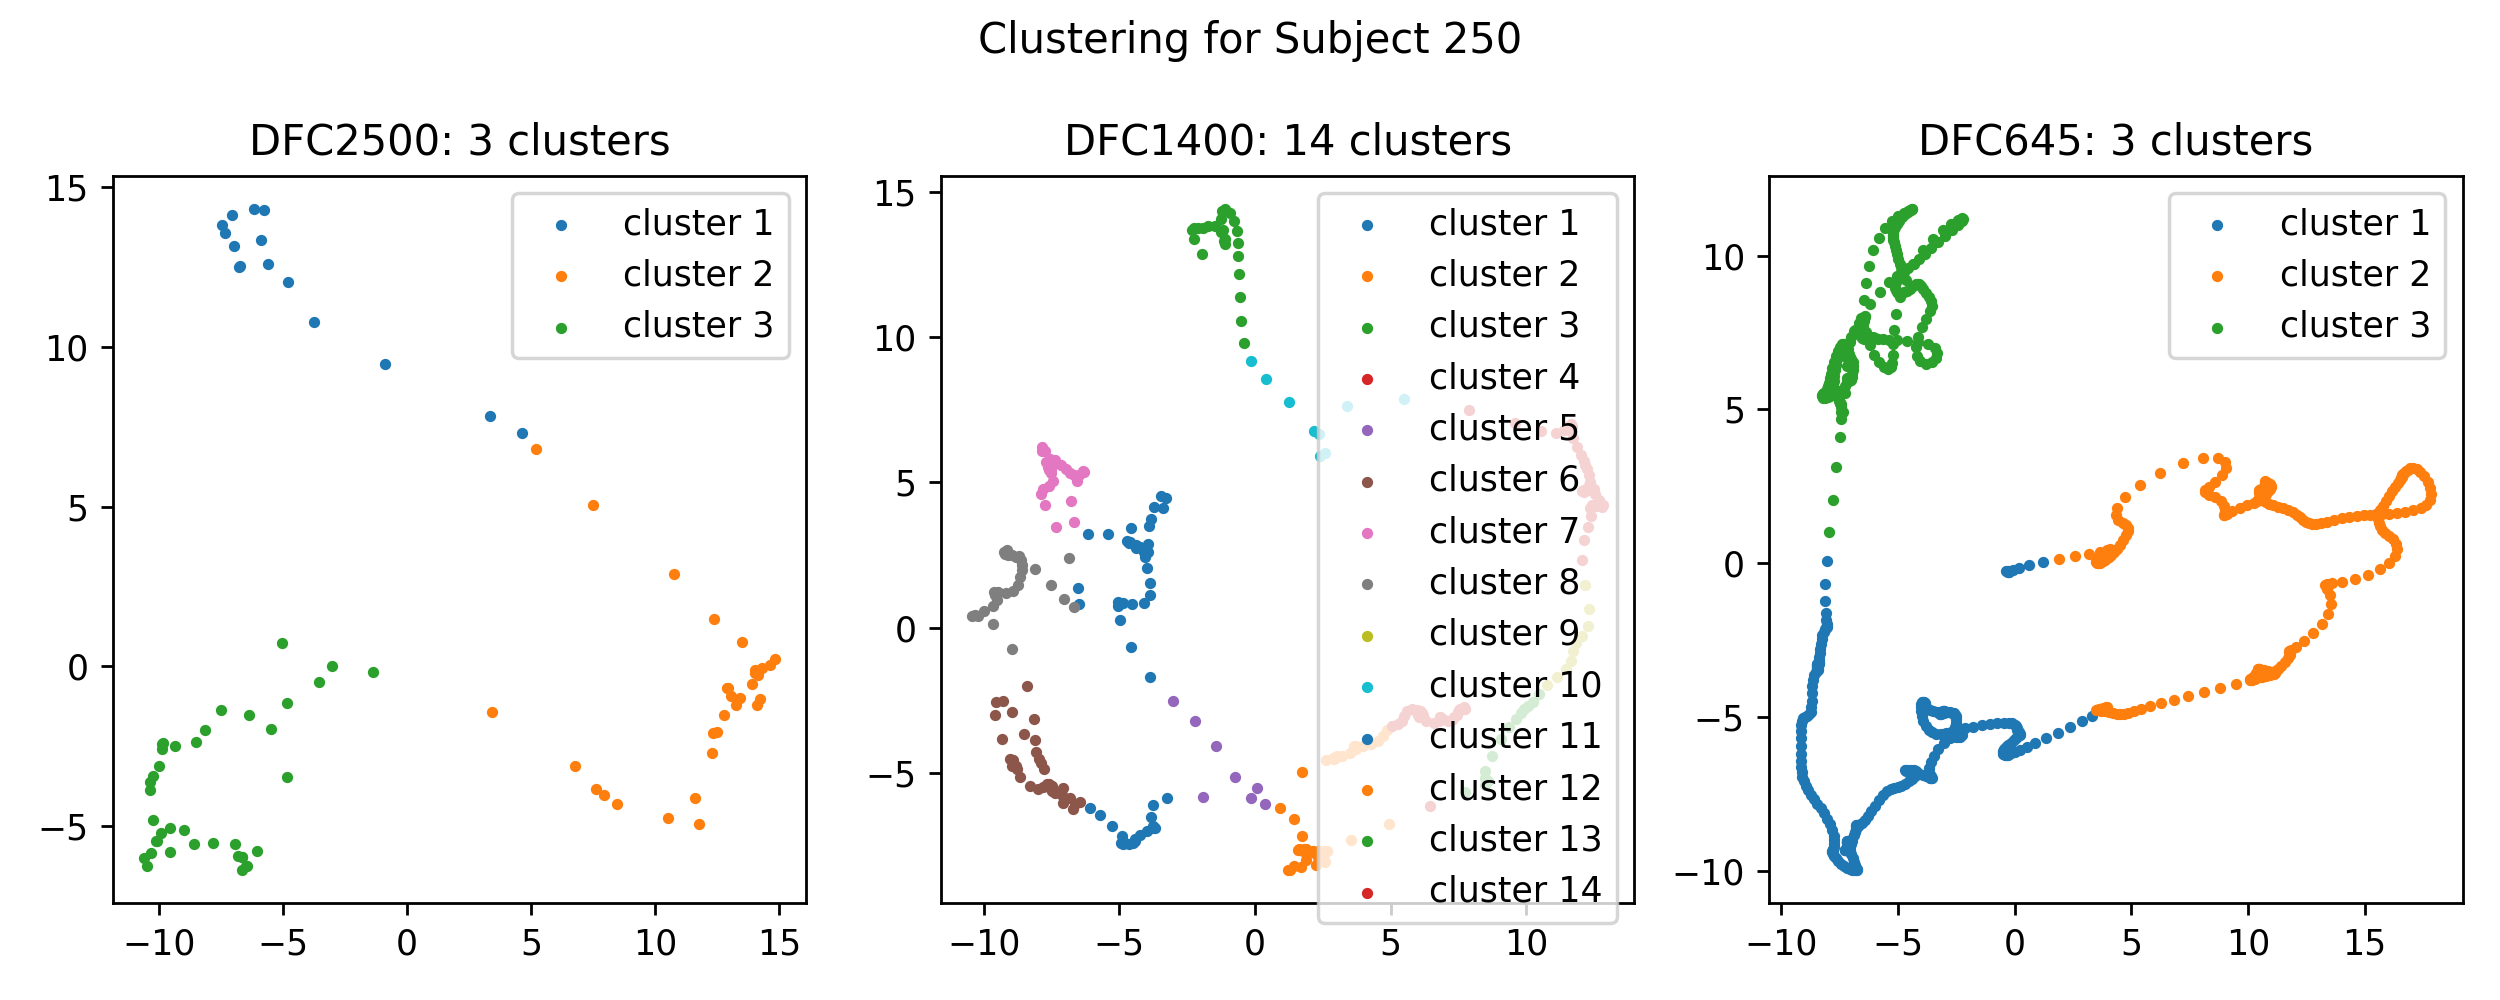 Clustering for Subject 250
DFC2500: 3 clusters
15
10
5
0
−5
−10
−5
0
5
10
15
cluster 1
cluster 2
cluster 3
DFC1400: 14 clusters
15
10
5
0
−5
−10
−5
0
5
10
cluster 1
cluster 2
cluster 3
cluster 4
cluster 5
cluster 6
cluster 7
cluster 8
cluster 9
cluster 10
cluster 11
cluster 12
cluster 13
cluster 14
DFC645: 3 clusters
10
5
0
−5
−10
−10
−5
0
5
10
15
cluster 1
cluster 2
cluster 3